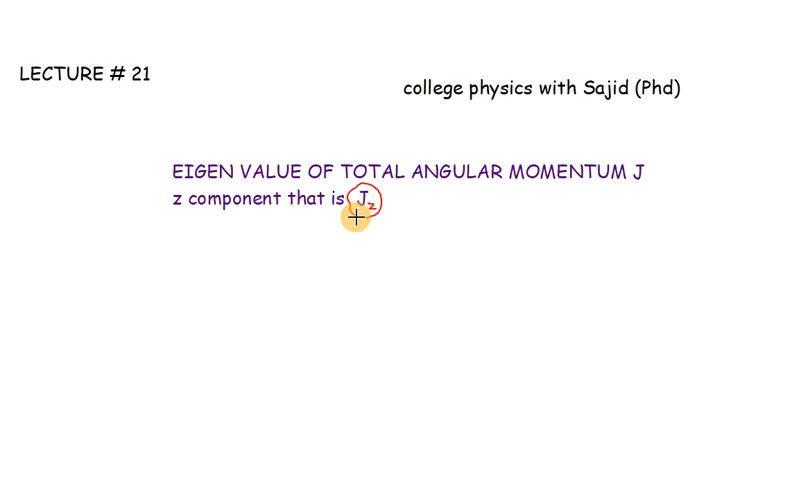 LECTURE # 21
college physics with Sajid (Phd)
EIGEN VALUE OF TOTAL ANGULAR MOMENTUM J
z component that is Jz